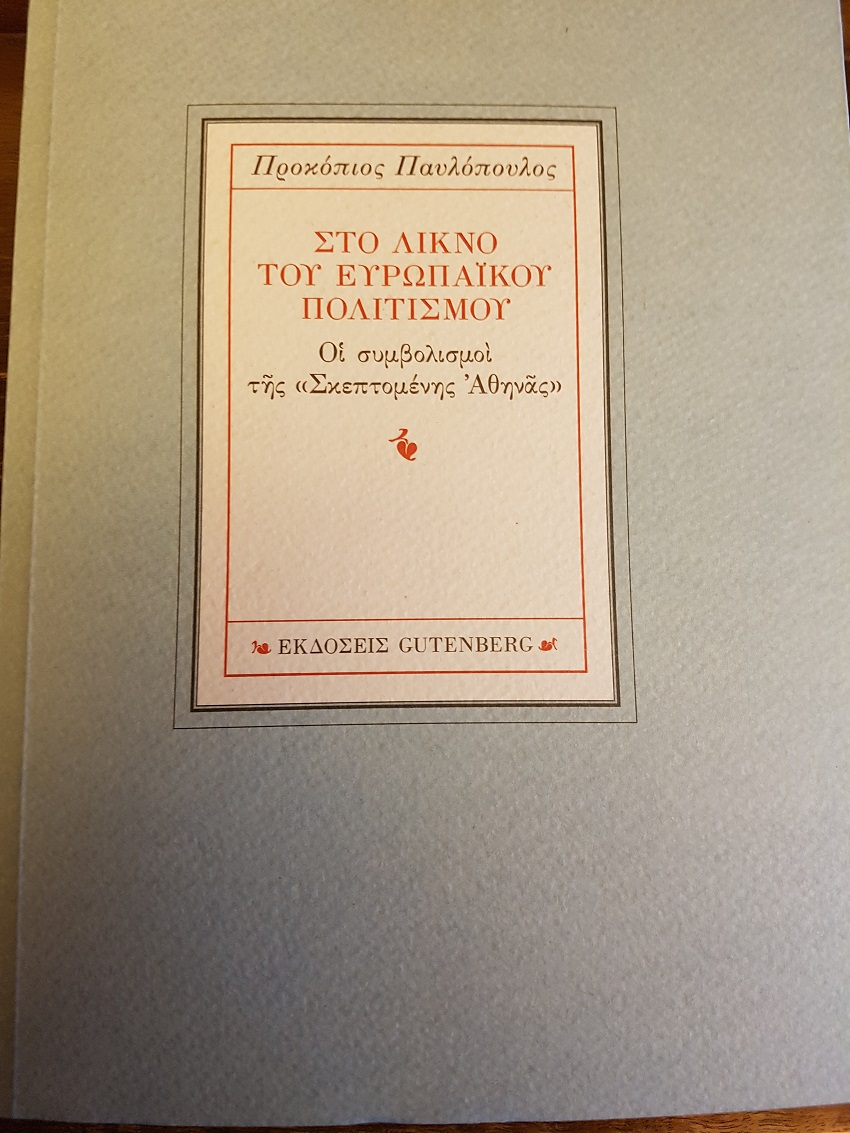 Προκόπιος Παυλόπουλος
ΣΤΟ ΛΙΚΝΟ
ΤΟΥ ΕΥΡΩΠΑΪΚΟΥ
ΠΟΛΙΤΙΣΜΟΥ
Οἱ συμβολισμοὶ
τῆς «Σκεπτομένης Ἀθηνᾶς»
ΕΚΔΟΣΕΙΣ GUTENBERG